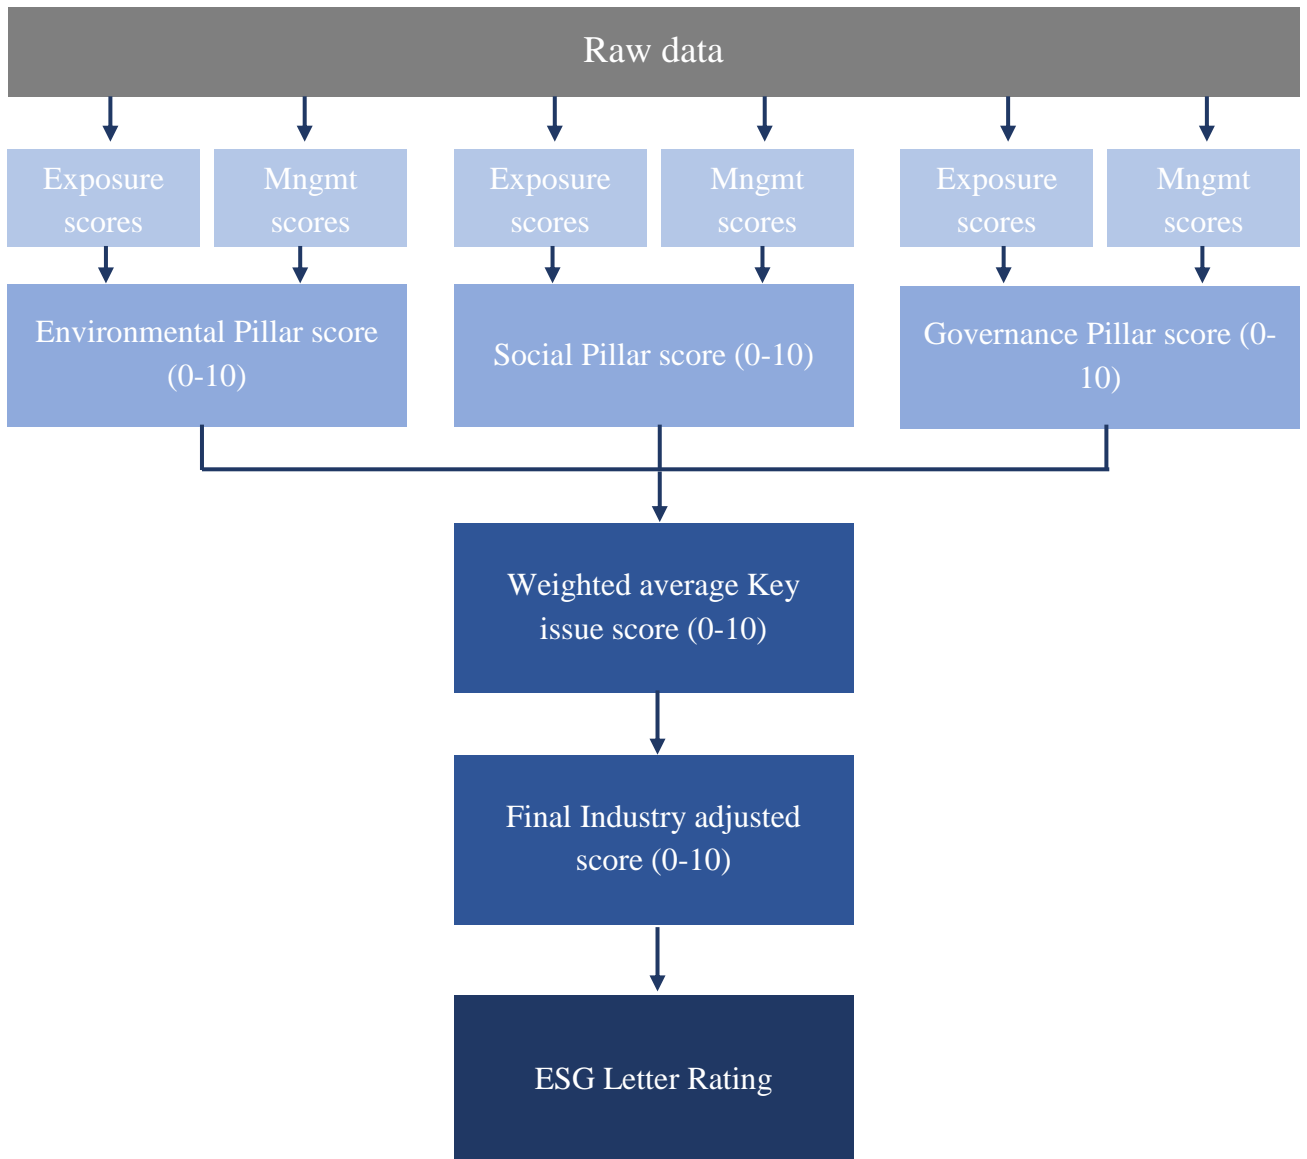 Raw data
Exposure
scores
Mngmt
scores
Exposure
scores
Mngmt
scores
Exposure
scores
Mngmt
scores
Environmental Pillar score
(0-10)
Social Pillar score (0-10)
Governance Pillar score (0-
10)
Weighted average Key
issue score (0-10)
Final Industry adjusted
score (0-10)
ESG Letter Rating